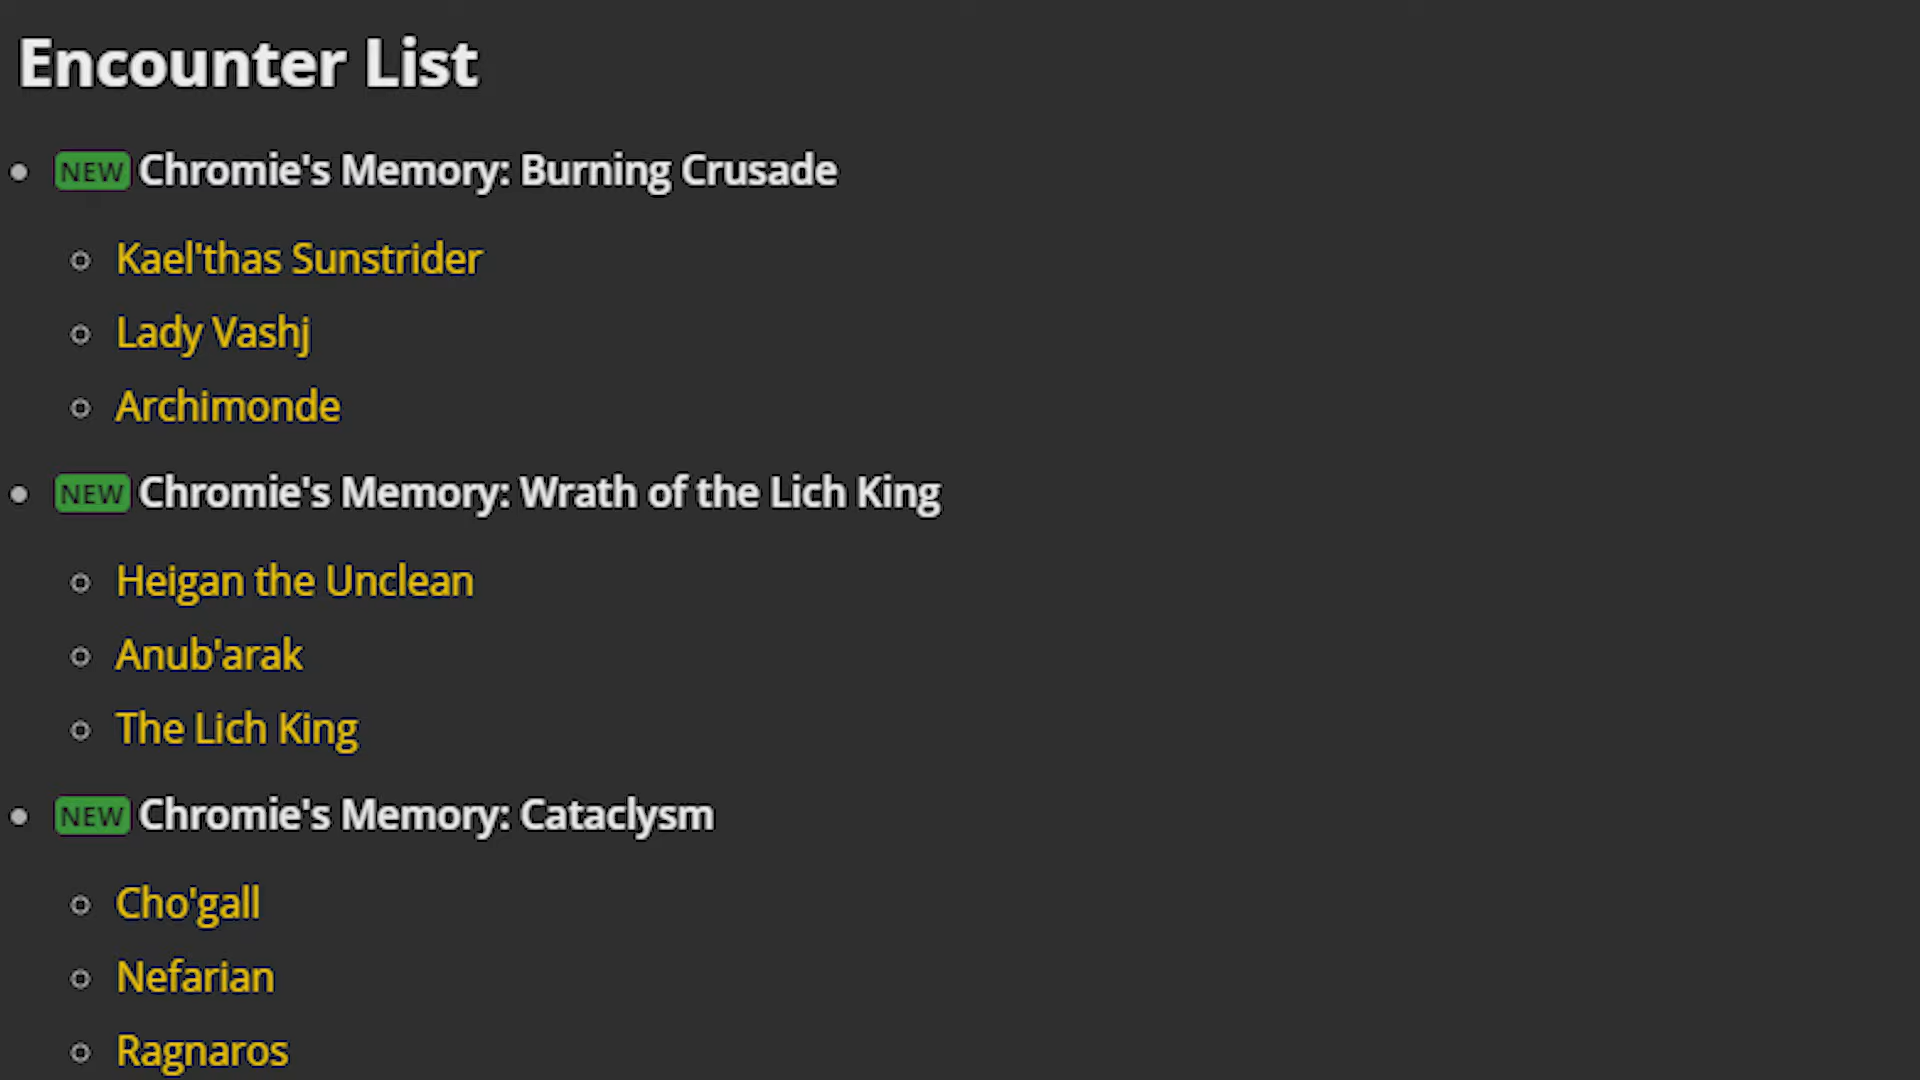 Encounter List
NEW Chromie's Memory: Burning Crusade
Kael'thas Sunstrider
Lady Vashj
Archimonde
NEW Chromie's Memory: Wrath of the Lich King
Heigan the Unclean
Anub'arak
The Lich King
NEW Chromie's Memory: Cataclysm
Cho'gall
Nefarian
Ragnaros